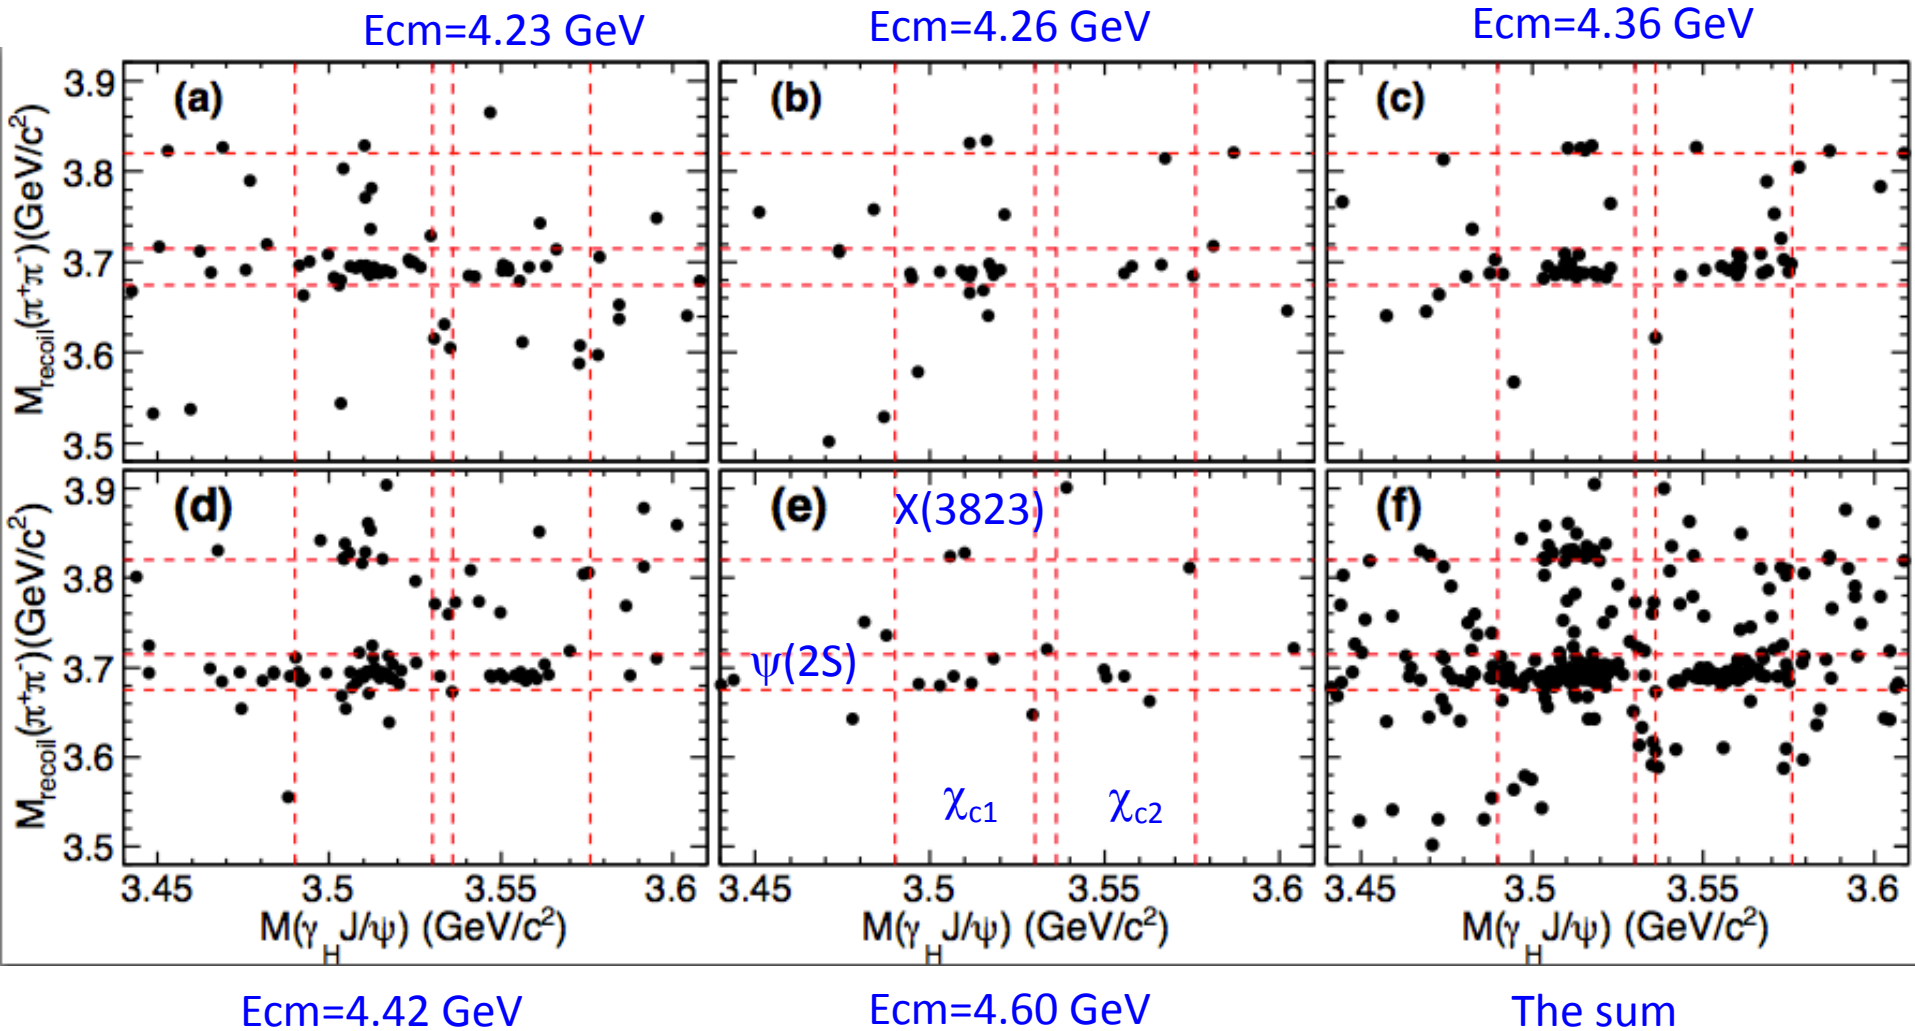 Ecm=4.23 GeV
Ecm=4.26 GeV
Ecm=4.36 GeV
M_recoil(π⁺π⁻)(GeV/c²)
3.9
3.8
3.7
3.6
3.5
(a)
(b)
(c)
M_recoil(π⁺π⁻)(GeV/c²)
3.9
3.8
3.7
3.6
3.5
(d)
(e)
X(3823)
ψ(2S)
χc1
χc2
(f)
3.45
3.5
3.55
3.6
3.5
3.55
3.6
3.45
3.5
3.55
3.6
M(γ_H J/ψ) (GeV/c²)
M(γ_H J/ψ) (GeV/c²)
M(γ_H J/ψ) (GeV/c²)
Ecm=4.42 GeV
Ecm=4.60 GeV
The sum